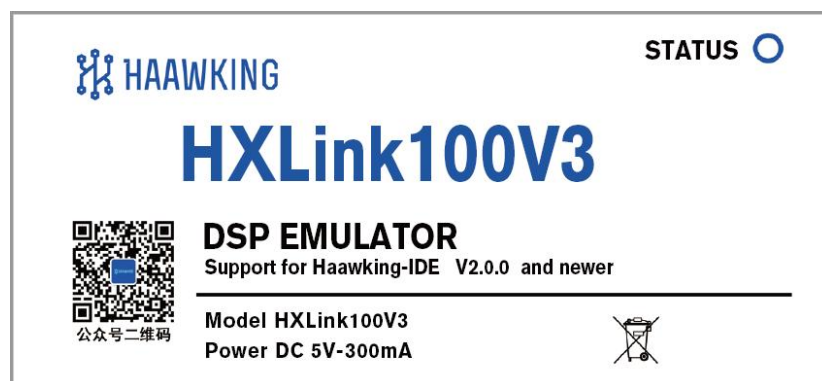 STATUS
HAAWKING
HXLink100V3
DSP EMULATOR
Support for Haawking-IDE V2.0.0 and newer
公众号二维码
Model HXLink100V3
Power DC 5V-300mA